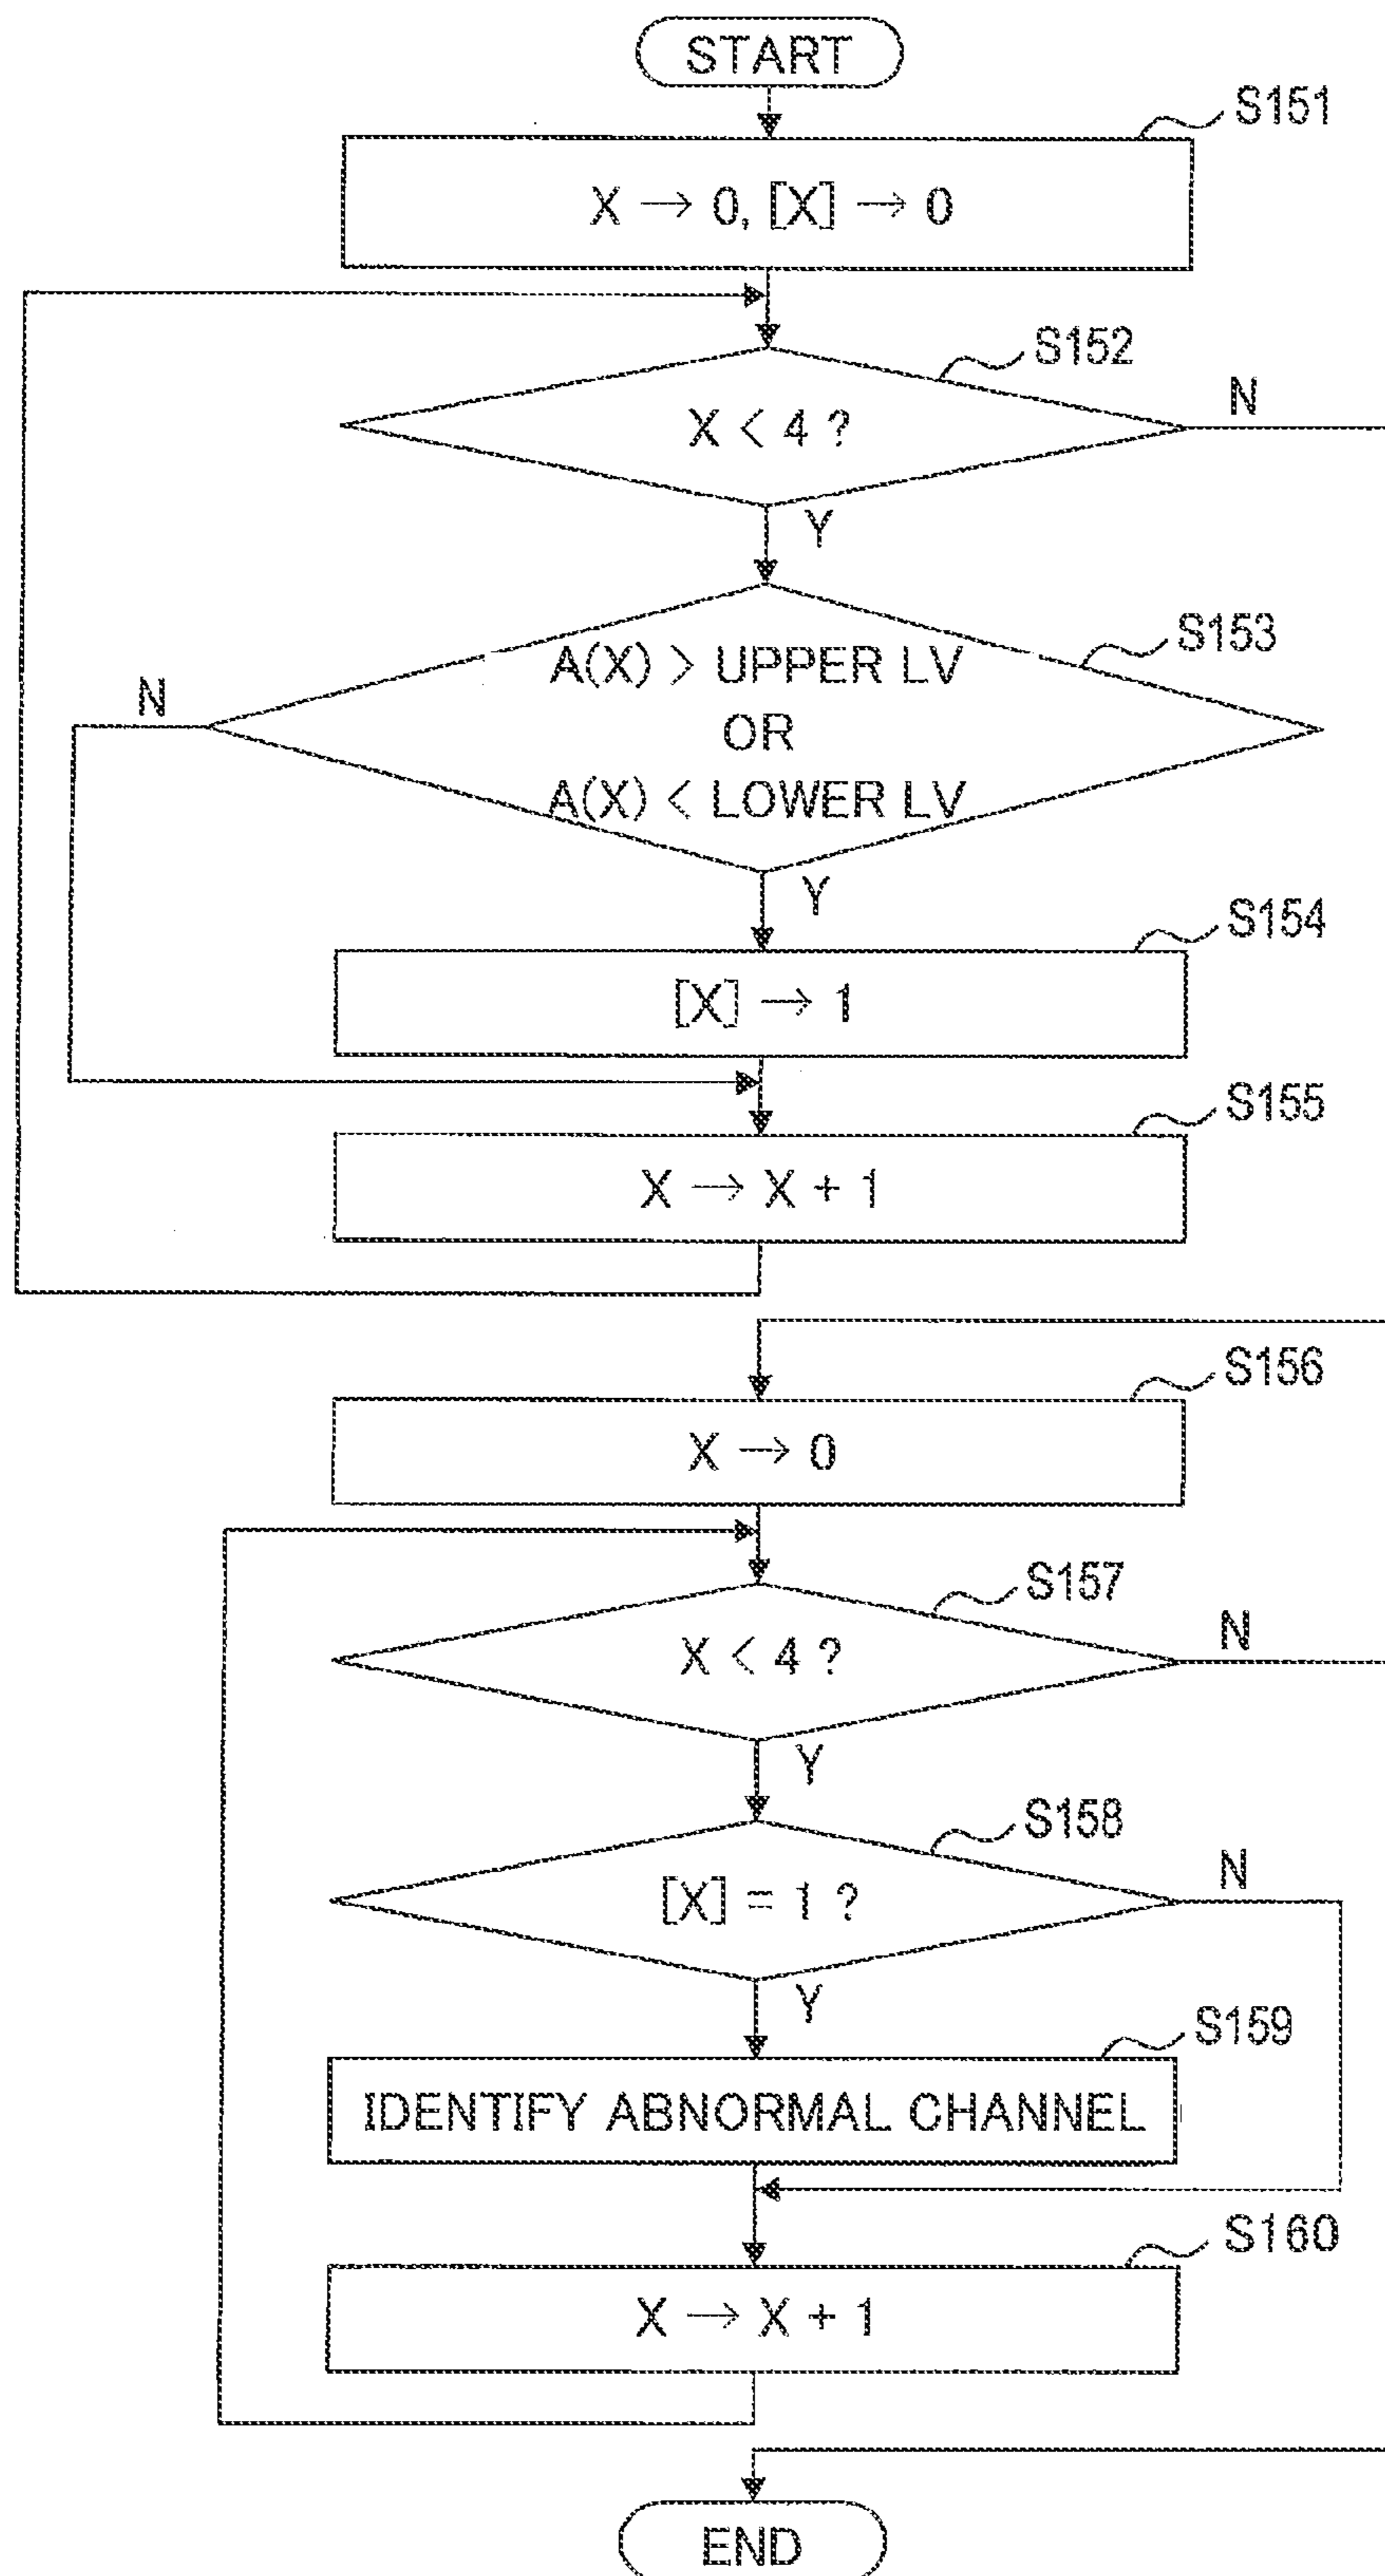 START
S151
X → 0, [X] → 0
S152
X < 4 ?
N
Y
S153
A(X) > UPPER LV
OR
A(X) < LOWER LV
N
Y
S154
[X] → 1
S155
X → X + 1
S156
X → 0
S157
X < 4 ?
N
Y
S158
[X] = 1 ?
N
Y
S159
IDENTIFY ABNORMAL CHANNEL
S160
X → X + 1
END